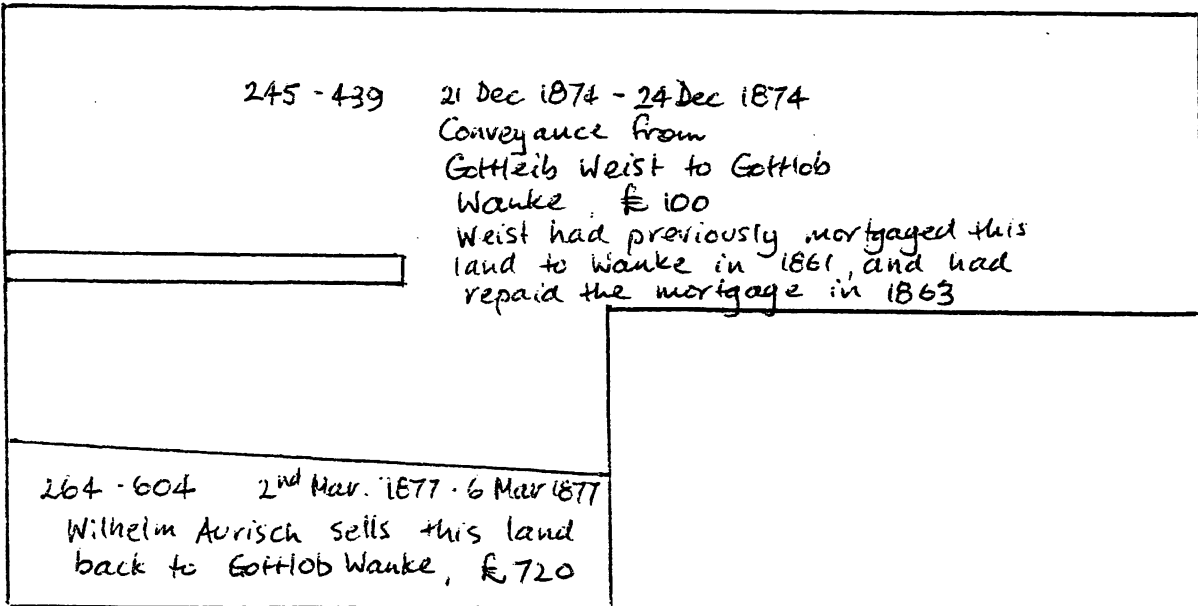 245 - 439 21 Dec 1874 - 24 Dec 1874
Conveyance from
Gottleib Weist to Gottlob
Wanke, £ 100
Weist had previously mortgaged this
land to Wanke in 1861, and had
repaid the mortgage in 1863
264 - 604 2nd Mar. 1877 - 6 Mar 1877
Wilhelm Aurisch sells this land
back to Gottlob Wanke, £ 720